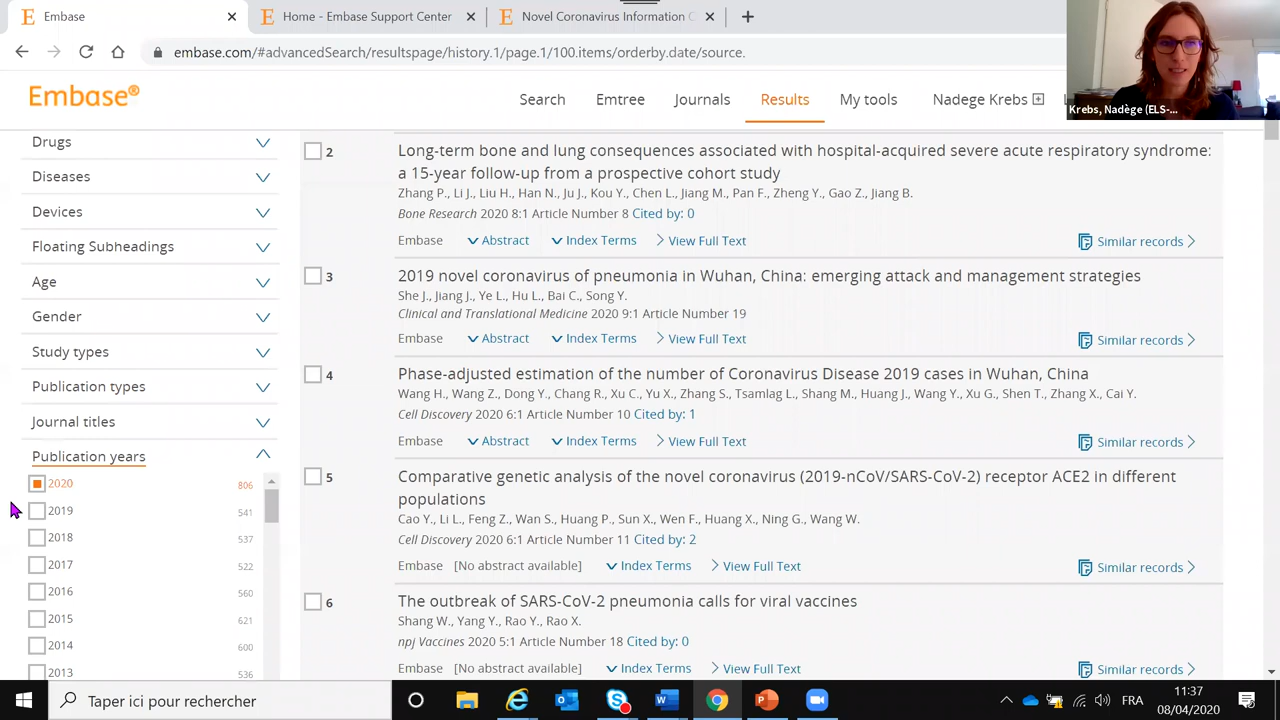 Embase
Home - Embase Support Center
Novel Coronavirus Information C
embase.com/#advancedSearch/resultspage/history.1/page.1/100.items/orderby.date/source.
Embase®
Search
Emtree
Journals
Results
My tools
Nadege Krebs
Krebs, Nadège (ELS-...
Drugs
Diseases
Devices
Floating Subheadings
Age
Gender
Study types
Publication types
Journal titles
Publication years
2020 806
2019 541
2018 537
2017 522
2016 560
2015 621
2014 600
2013 536
2 Long-term bone and lung consequences associated with hospital-acquired severe acute respiratory syndrome:
a 15-year follow-up from a prospective cohort study
Zhang P., Li J., Liu H., Han N., Ju J., Kou Y., Chen L., Jiang M., Pan F., Zheng Y., Gao Z., Jiang B.
Bone Research 2020 8:1 Article Number 8 Cited by: 0
Embase Abstract Index Terms View Full Text Similar records
3 2019 novel coronavirus of pneumonia in Wuhan, China: emerging attack and management strategies
She J., Jiang J., Ye L., Hu L., Bai C., Song Y.
Clinical and Translational Medicine 2020 9:1 Article Number 19
Embase Abstract Index Terms View Full Text Similar records
4 Phase-adjusted estimation of the number of Coronavirus Disease 2019 cases in Wuhan, China
Wang H., Wang Z., Dong Y., Chang R., Xu C., Yu X., Zhang S., Tsamlag L., Shang M., Huang J., Wang Y., Xu G., Shen T., Zhang X., Cai Y.
Cell Discovery 2020 6:1 Article Number 10 Cited by: 1
Embase Abstract Index Terms View Full Text Similar records
5 Comparative genetic analysis of the novel coronavirus (2019-nCoV/SARS-CoV-2) receptor ACE2 in different
populations
Cao Y., Li L., Feng Z., Wan S., Huang P., Sun X., Wen F., Huang X., Ning G., Wang W.
Cell Discovery 2020 6:1 Article Number 11 Cited by: 2
Embase [No abstract available] Index Terms View Full Text Similar records
6 The outbreak of SARS-CoV-2 pneumonia calls for viral vaccines
Shang W., Yang Y., Rao Y., Rao X.
npj Vaccines 2020 5:1 Article Number 18 Cited by: 0
Embase [No abstract available] Index Terms View Full Text Similar records
Taper ici pour rechercher
FRA
11:37
08/04/2020